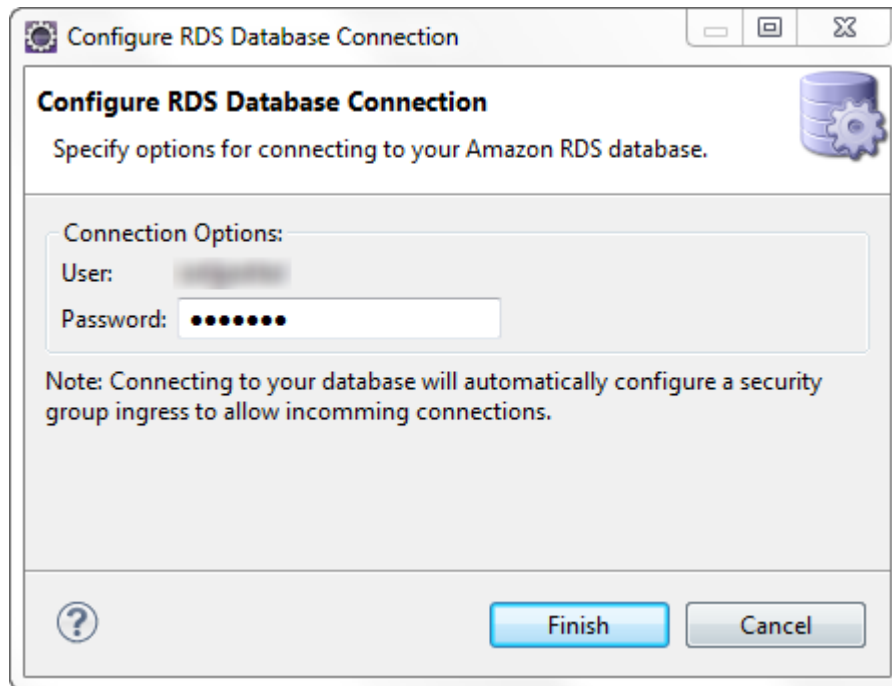 Configure RDS Database Connection
Configure RDS Database Connection
Specify options for connecting to your Amazon RDS database.
Connection Options:
User:
Password: ●●●●●●●
Note: Connecting to your database will automatically configure a security
group ingress to allow incomming connections.
?
Finish Cancel